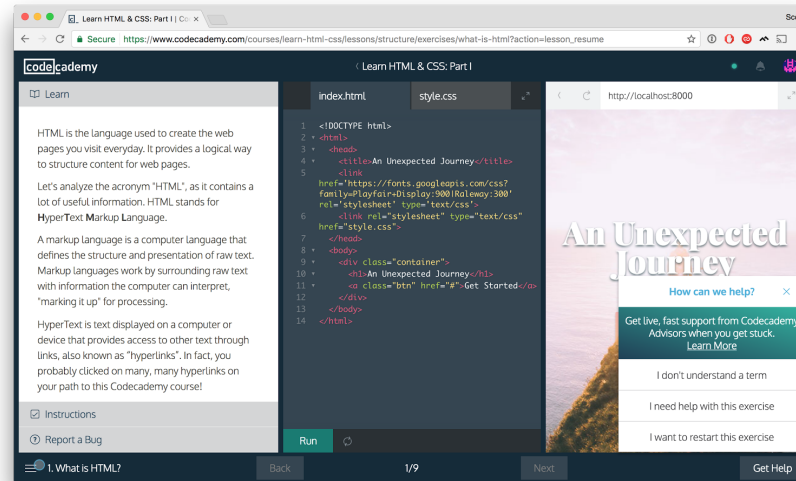 Learn HTML & CSS: Part I | Co
Secure https://www.codecademy.com/courses/learn-html-css/lessons/structure/exercises/what-is-html?action=lesson_resume
codecademy
Learn HTML & CSS: Part I
Learn
HTML is the language used to create the web
pages you visit everyday. It provides a logical way
to structure content for web pages.
Let's analyze the acronym "HTML", as it contains a
lot of useful information. HTML stands for
HyperText Markup Language.
A markup language is a computer language that
defines the structure and presentation of raw text.
Markup languages work by surrounding raw text
with information the computer can interpret,
"marking it up" for processing.
HyperText is text displayed on a computer or
device that provides access to other text through
links, also known as "hyperlinks". In fact, you
probably clicked on many, many hyperlinks on
your path to this Codecademy course!
Instructions
Report a Bug
index.html style.css
1 <!DOCTYPE html>
2 <html>
3 <head>
4 <title>An Unexpected Journey</title>
5 <link
href='https://fonts.googleapis.com/css?
family=Playfair+Display:900|Raleway:300'
rel='stylesheet' type='text/css'>
6 <link rel="stylesheet" type="text/css"
href="style.css">
7 </head>
8 <body>
9 <div class="container">
10 <h1>An Unexpected Journey</h1>
11 <a class="btn" href="#">Get Started</a>
12 </div>
13 </body>
14 </html>
Run
http://localhost:8000
An Unexpected
Journey
How can we help? ×
Get live, fast support from Codecademy
Advisors when you get stuck.
Learn More
I don't understand a term
I need help with this exercise
I want to restart this exercise
1. What is HTML?
Back 1/9 Next
Get Help